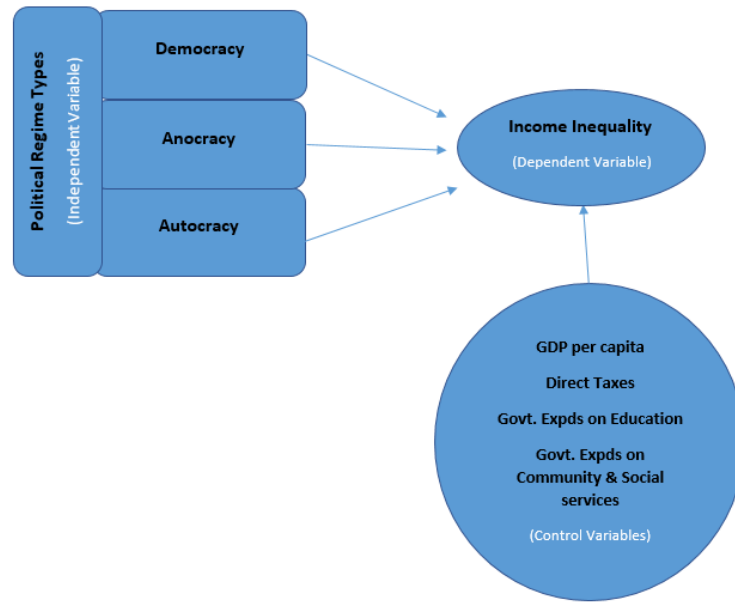 Political Regime Types
(Independent Variable)
Democracy
Anocracy
Autocracy
Income Inequality
(Dependent Variable)
GDP per capita
Direct Taxes
Govt. Expds on Education
Govt. Expds on
Community & Social
services
(Control Variables)